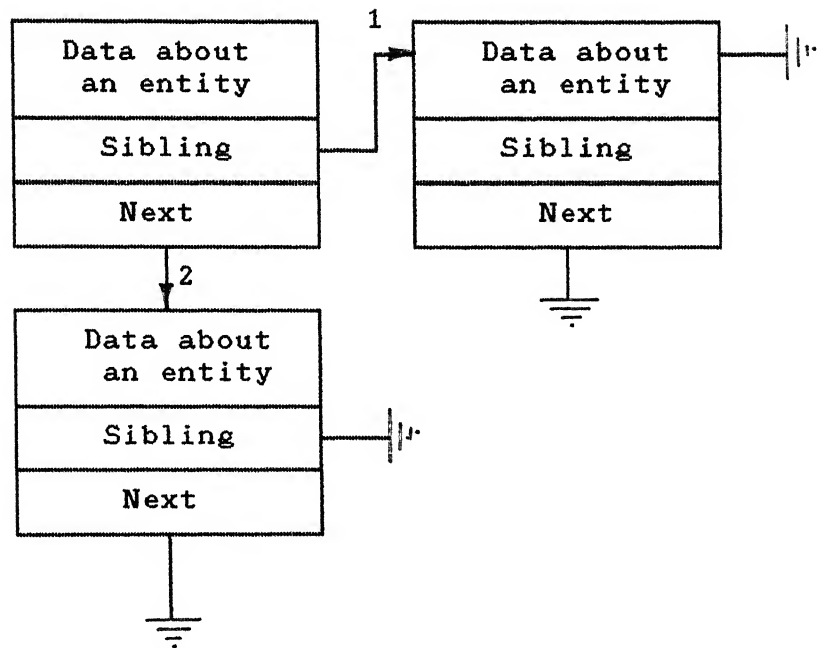 1
Data about
an entity
Sibling
Next
Data about
an entity
Sibling
Next
2
Data about
an entity
Sibling
Next